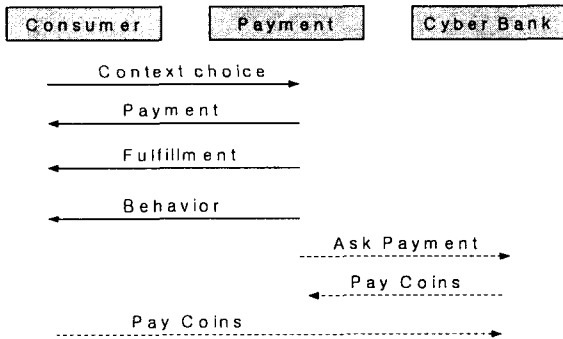 Consumer Payment Cyber Bank
Context choice
Payment
Fulfillment
Behavior
Ask Payment
Pay Coins
Pay Coins